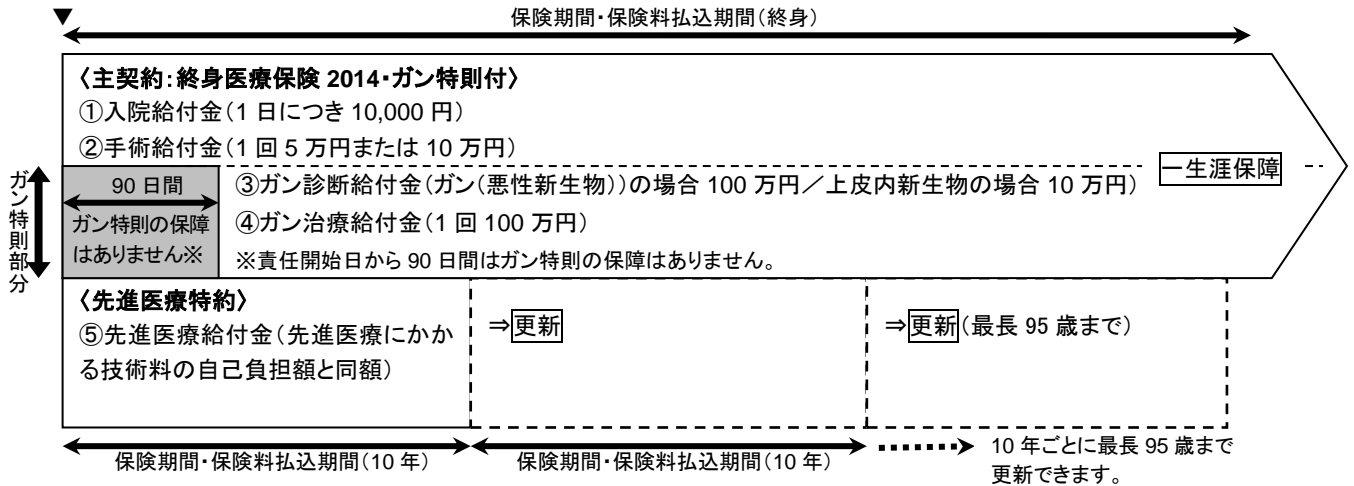 ▼
保険期間・保険料払込期間(終身)
〈主契約:終身医療保険 2014・ガン特則付〉
①入院給付金(1 日につき 10,000 円)
②手術給付金(1 回 5 万円または 10 万円)
一生涯保障
ガン特則部分
90 日間
ガン特則の保障
はありません※
③ガン診断給付金(ガン(悪性新生物))の場合 100 万円/上皮内新生物の場合 10 万円)
④ガン治療給付金(1 回 100 万円)
※責任開始日から 90 日間はガン特則の保障はありません。
〈先進医療特約〉
⑤先進医療給付金(先進医療にかか
る技術料の自己負担額と同額)
⇒更新
⇒更新(最長 95 歳まで)
保険期間・保険料払込期間(10 年)
保険期間・保険料払込期間(10 年)
10 年ごとに最長 95 歳まで
更新できます。